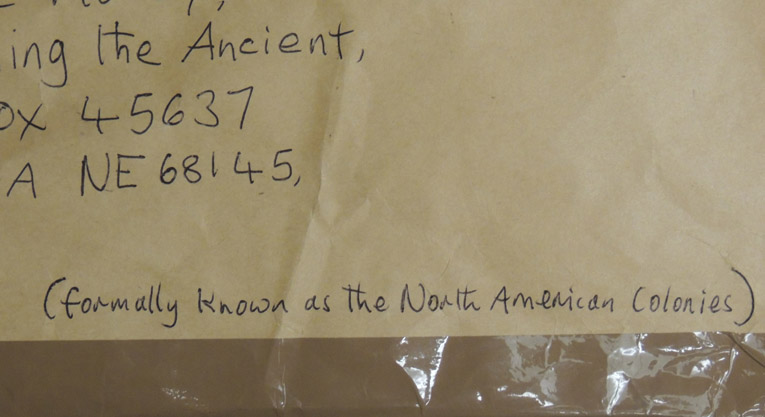 ing the Ancient,
ox 45637
A NE 68145,
(formally known as the North American Colonies)